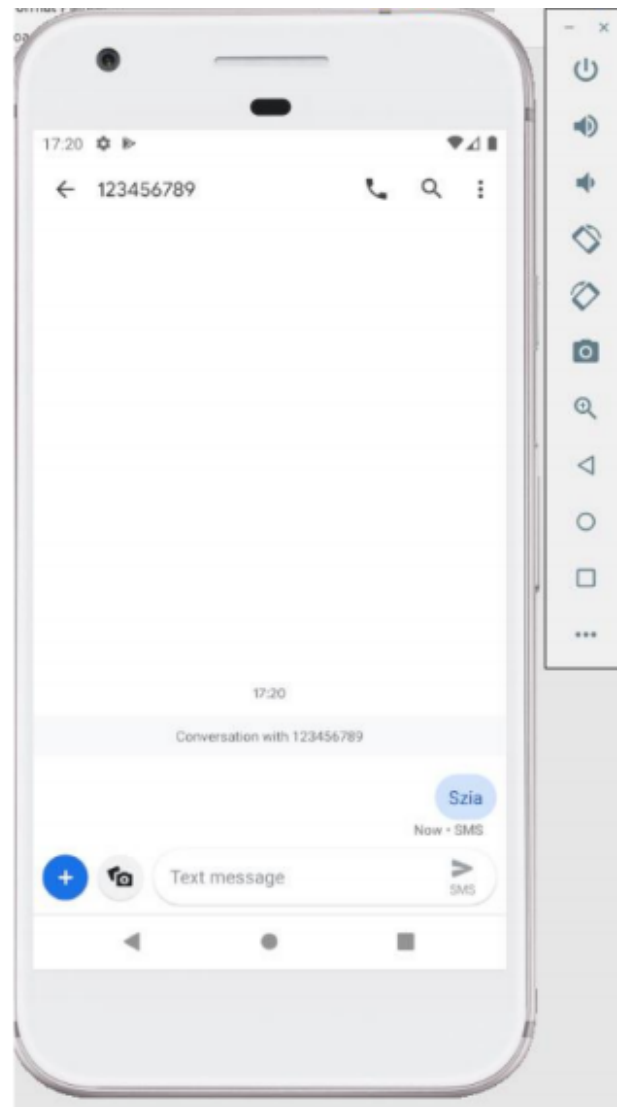 17:20
123456789
17:20
Conversation with 123456789
Szia
Now • SMS
Text message
SMS